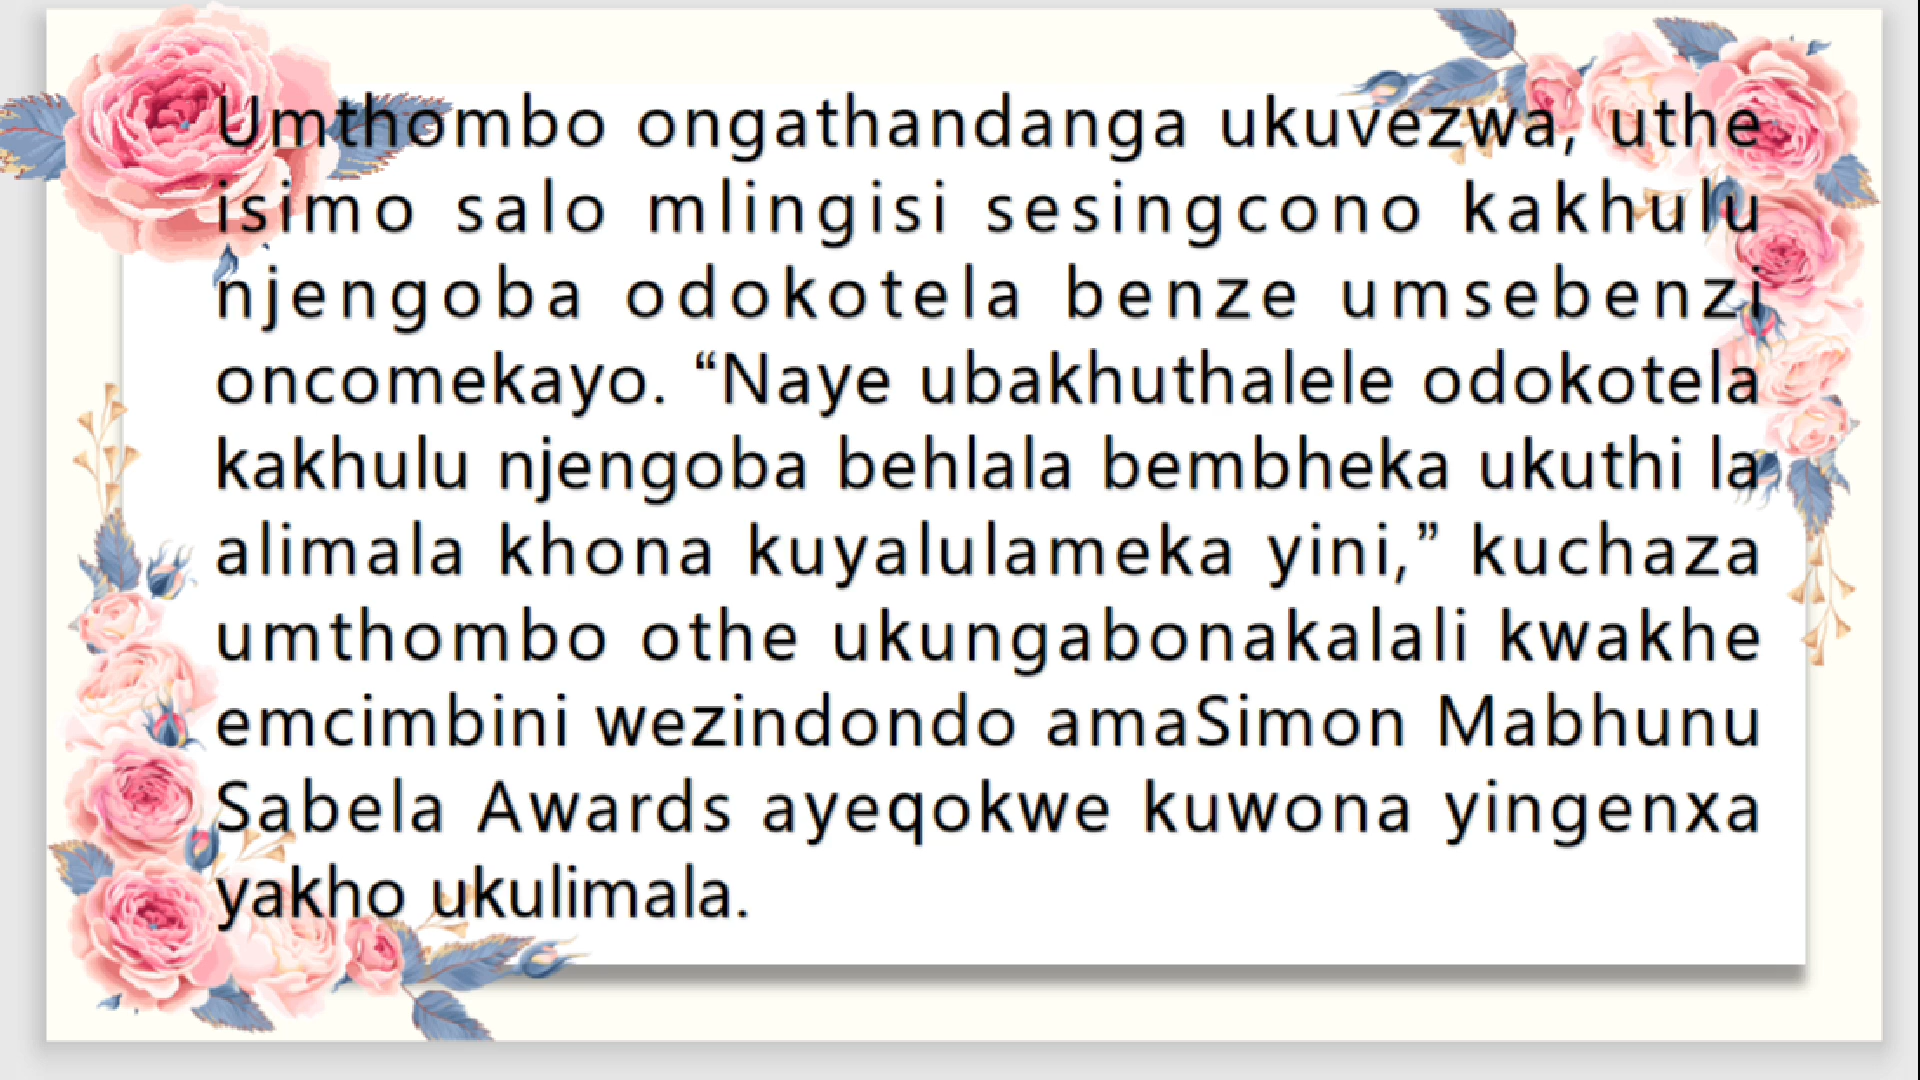 Umthombo ongathandanga ukuvezwa, uthe
isimo salo mlingisi sesingcono kakhulu
njengoba odokotela benze umsebenzi
oncomekayo. “Naye ubakhuthalele odokotela
kakhulu njengoba behlala bembheka ukuthi la
alimala khona kuyalulameka yini,” kuchaza
umthombo othe ukungabonakalali kwakhe
emcimbini wezindondo amaSimon Mabhunu
Sabela Awards ayeqokwe kuwona yingenxa
yakho ukulimala.